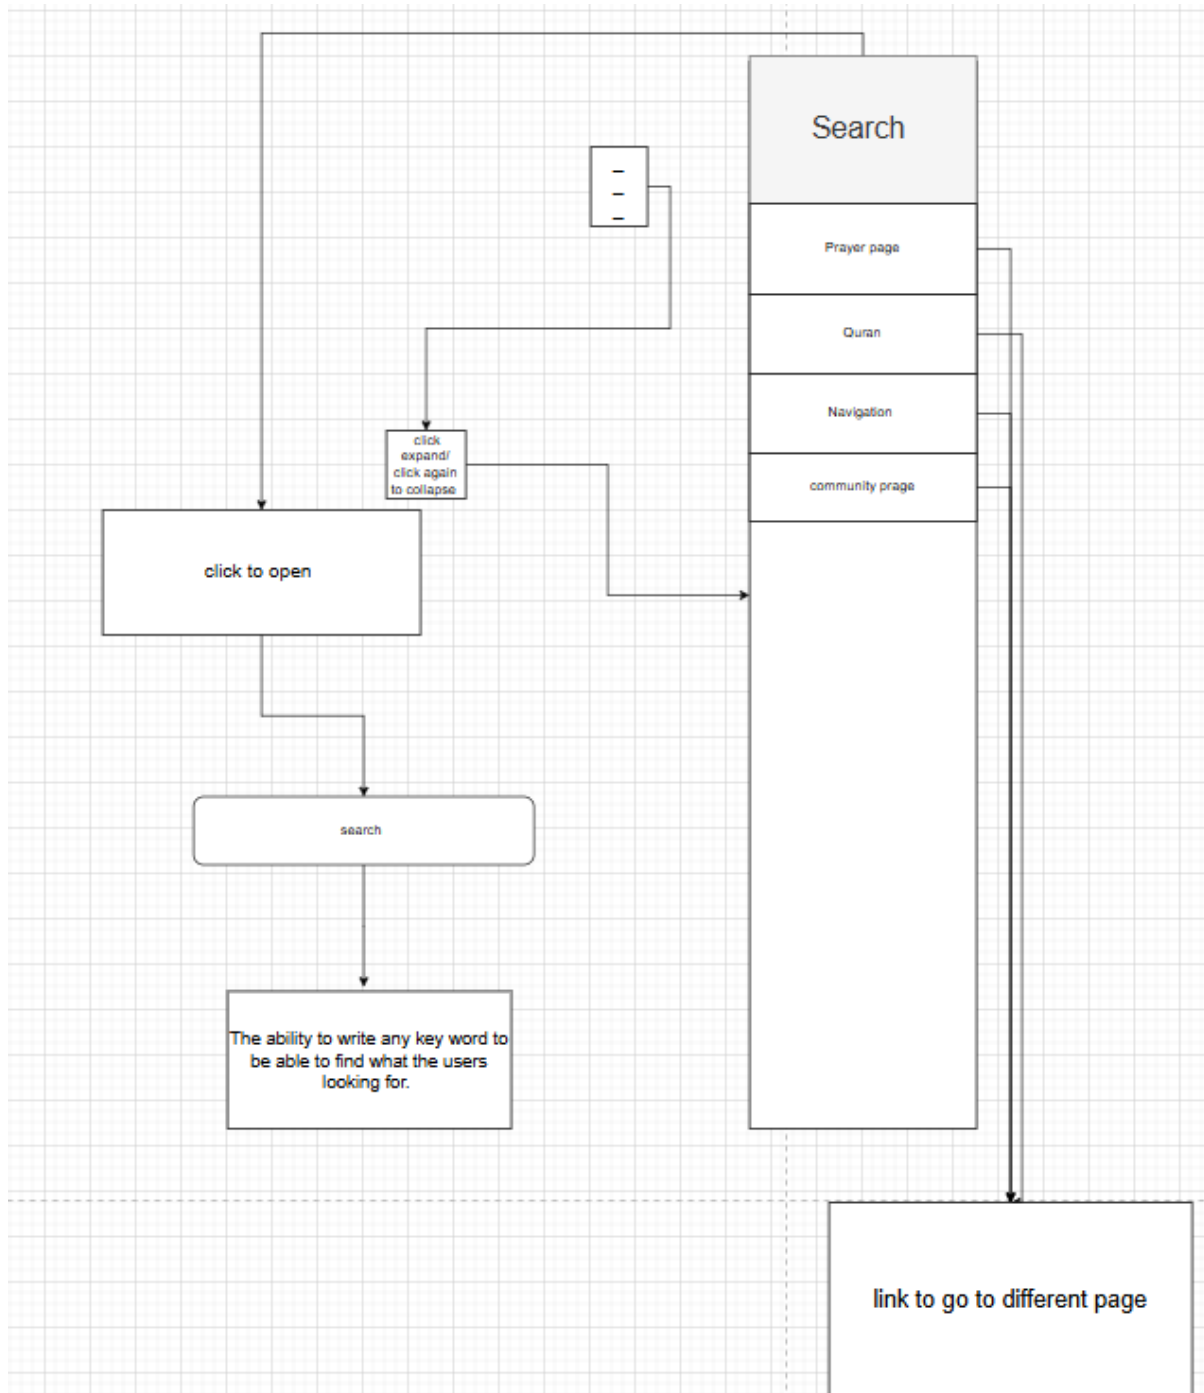 Search
Prayer page
Quran
Navigation
community prage
click
expand/
click again
to collapse
click to open
search
The ability to write any key word to
be able to find what the users
looking for.
link to go to different page